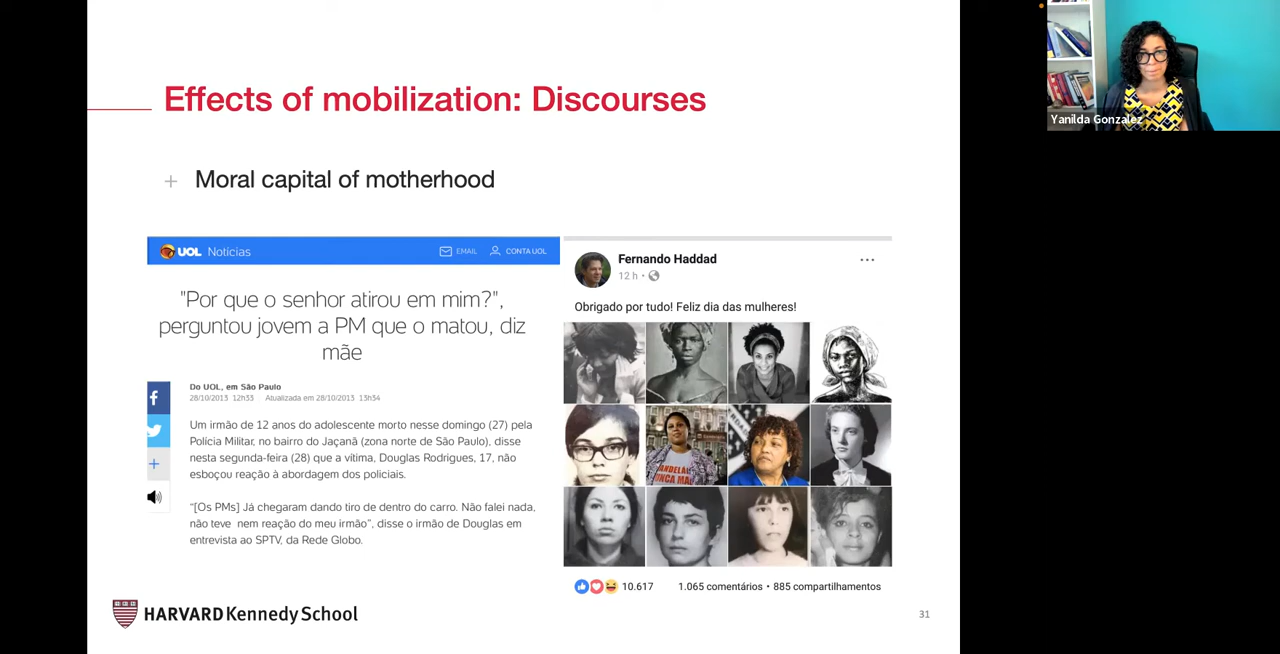 Effects of mobilization: Discourses
+ Moral capital of motherhood
UOL Notícias
EMAIL
CONTA UOL
"Por que o senhor atirou em mim?",
perguntou jovem a PM que o matou, diz
mãe
Do UOL, em São Paulo
28/10/2013 12h33 Atualizada em 28/10/2013 13h54
Um irmão de 12 anos do adolescente morto nesse domingo (27) pela
Polícia Militar, no bairro do Jaçanã (zona norte de São Paulo), disse
nesta segunda-feira (28) que a vítima, Douglas Rodrigues, 17, não
esboçou reação à abordagem dos policiais.
“[Os PMs] Já chegaram dando tiro de dentro do carro. Não falei nada,
não teve nem reação do meu irmão”, disse o irmão de Douglas em
entrevista ao SPTV, da Rede Globo.
Fernando Haddad
12 h
Obrigado por tudo! Feliz dia das mulheres!
NUNCA MAI
10.617
1.065 comentários • 885 compartilhamentos
HARVARD Kennedy School
31
Yanilda Gonzalez